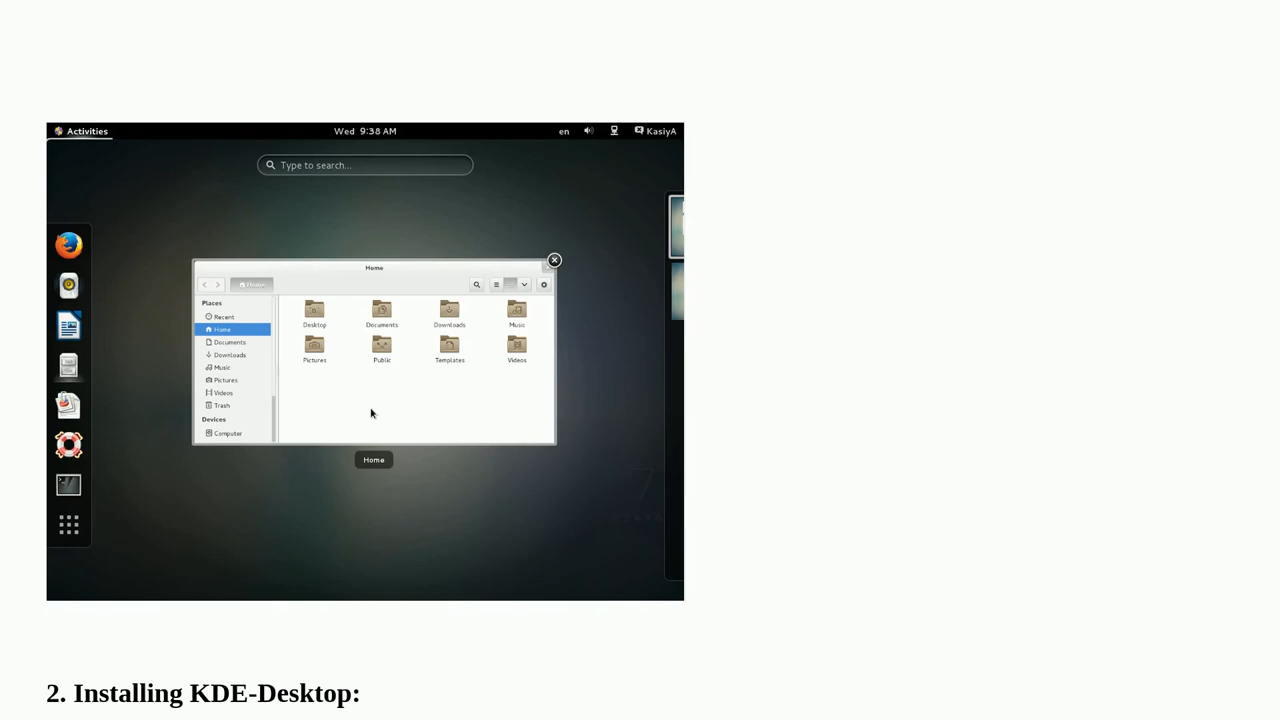 Activities
Wed 9:38 AM
en
KasiyA
Type to search...
Home
Home
Places
Recent
Home
Documents
Downloads
Music
Pictures
Videos
Trash
Devices
Computer
Desktop
Documents
Downloads
Music
Pictures
Public
Templates
Videos
Home
2. Installing KDE-Desktop: